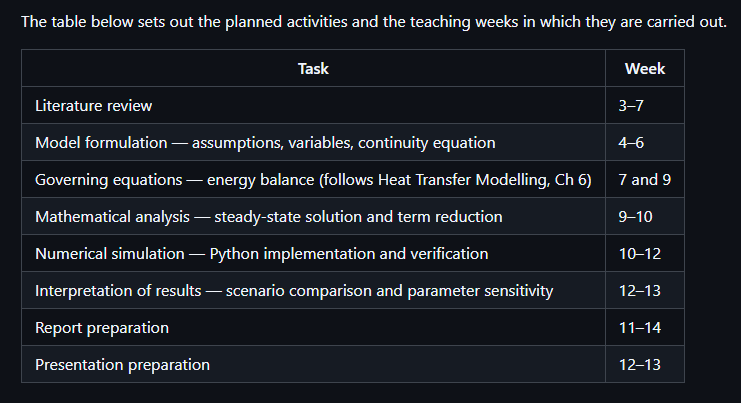 The table below sets out the planned activities and the teaching weeks in which they are carried out.
Task Week
Literature review 3–7
Model formulation — assumptions, variables, continuity equation 4–6
Governing equations — energy balance (follows Heat Transfer Modelling, Ch 6) 7 and 9
Mathematical analysis — steady-state solution and term reduction 9–10
Numerical simulation — Python implementation and verification 10–12
Interpretation of results — scenario comparison and parameter sensitivity 12–13
Report preparation 11–14
Presentation preparation 12–13